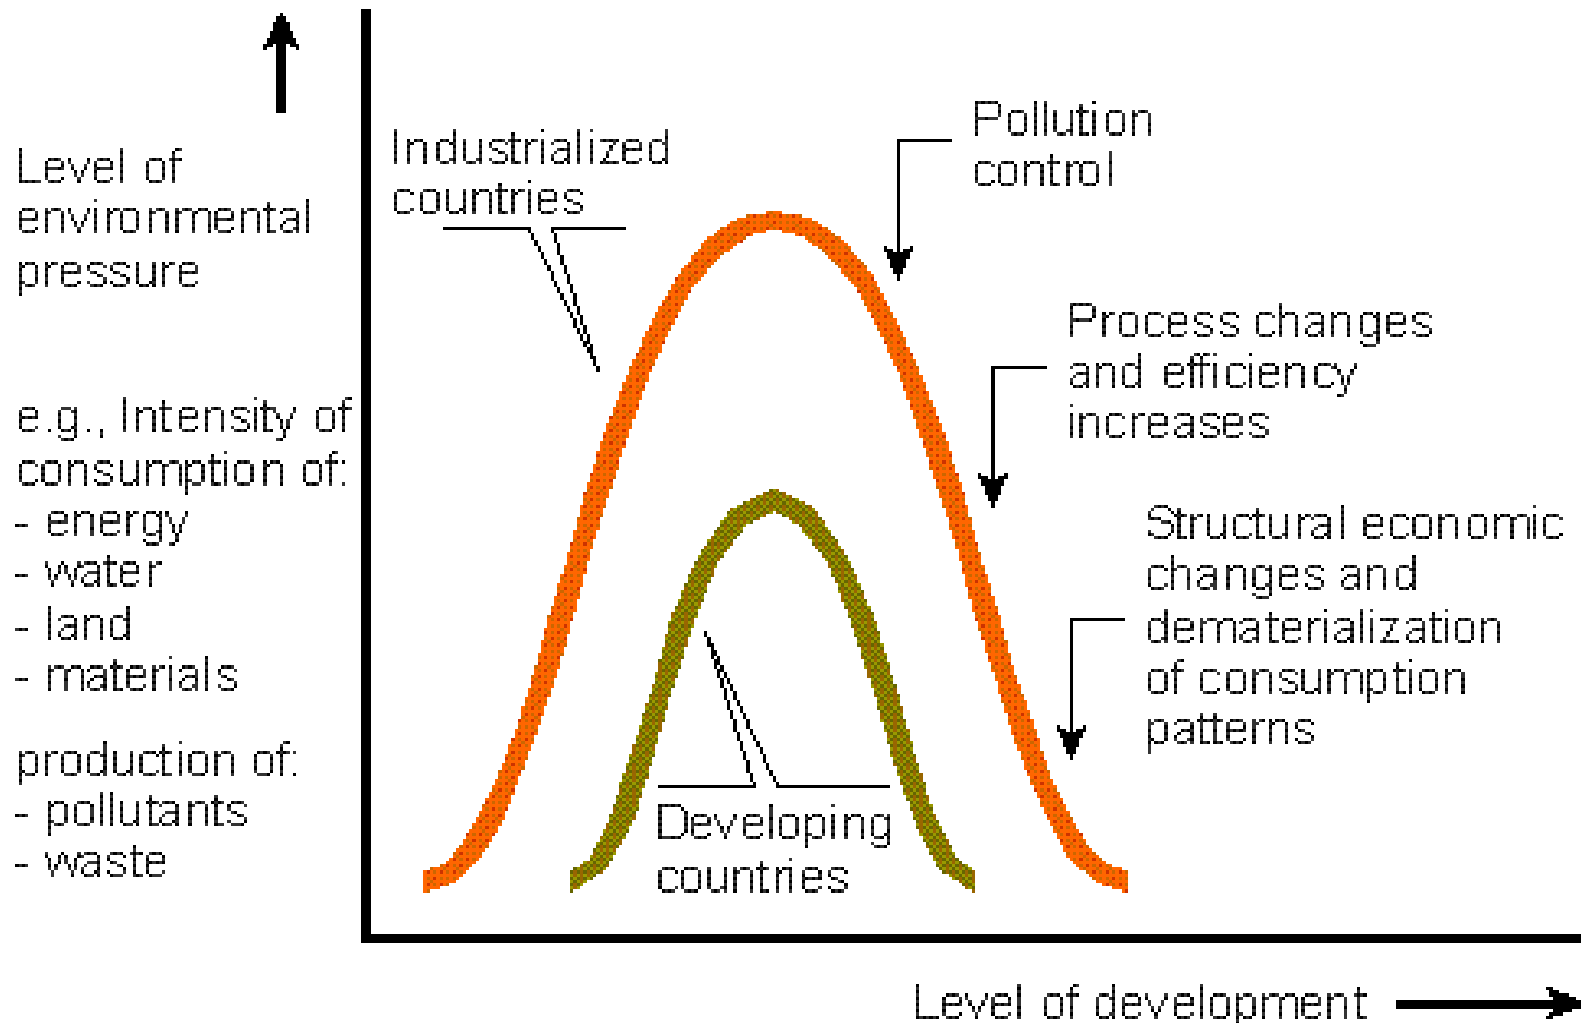 Level of
environmental
pressure
e.g., Intensity of
consumption of:
- energy
- water
- land
- materials
production of:
- pollutants
- waste
Industrialized
countries
Pollution
control
Process changes
and efficiency
increases
Structural economic
changes and
dematerialization
of consumption
patterns
Developing
countries
Level of development